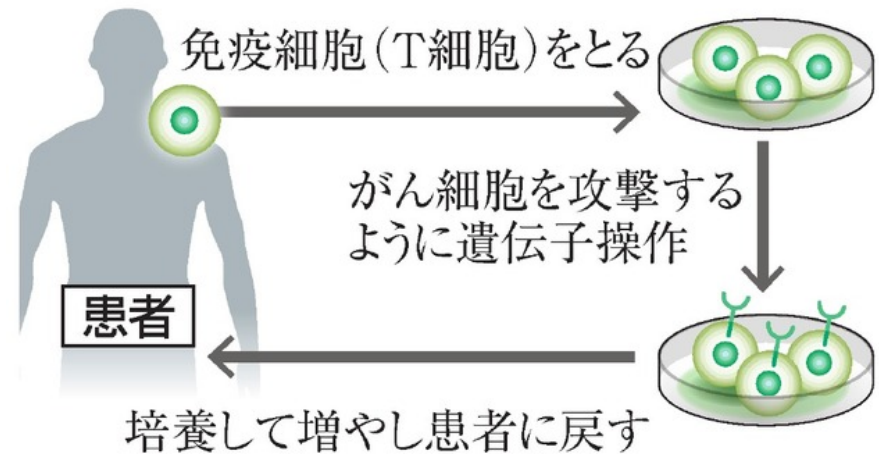 免疫細胞(T細胞)をとる
がん細胞を攻撃する
ように遺伝子操作
患者
培養して増やし患者に戻す